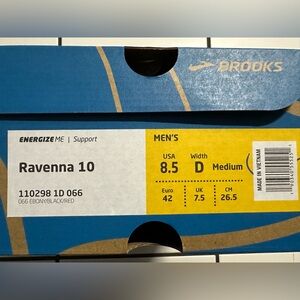 BROOKS
ENERGIZE ME | Support
Ravenna 10
110298 1D 066
066 EBONY/BLACK/RED
MEN'S
USA Width
8.5 D Medium
Euro UK CM
42 7.5 26.5
MADE IN VIETNAM